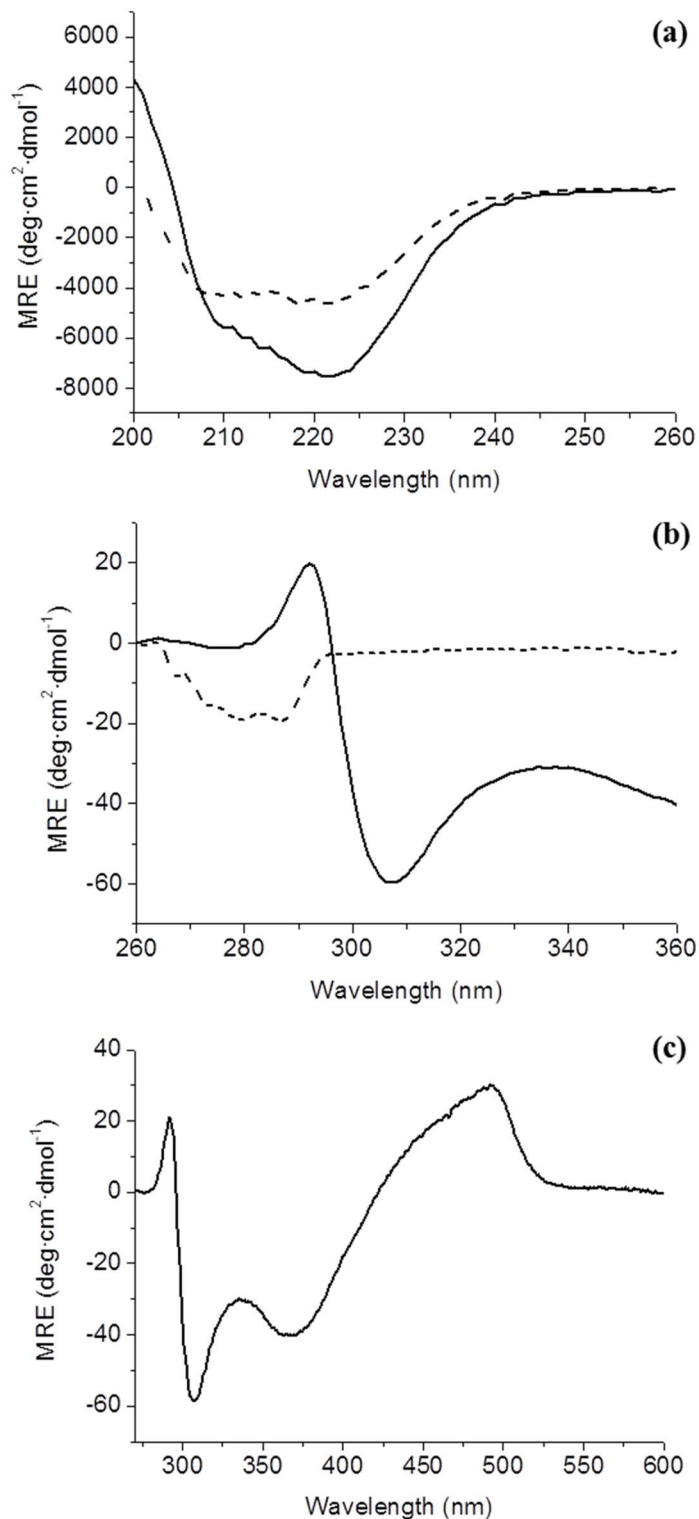 (a)
6000
4000
2000
0
-2000
-4000
-6000
-8000
MRE (deg·cm²·dmol⁻¹)
200 210 220 230 240 250 260
Wavelength (nm)
(b)
20
0
-20
-40
-60
MRE (deg·cm²·dmol⁻¹)
260 280 300 320 340 360
Wavelength (nm)
(c)
40
20
0
-20
-40
-60
MRE (deg·cm²·dmol⁻¹)
300 350 400 450 500 550 600
Wavelength (nm)